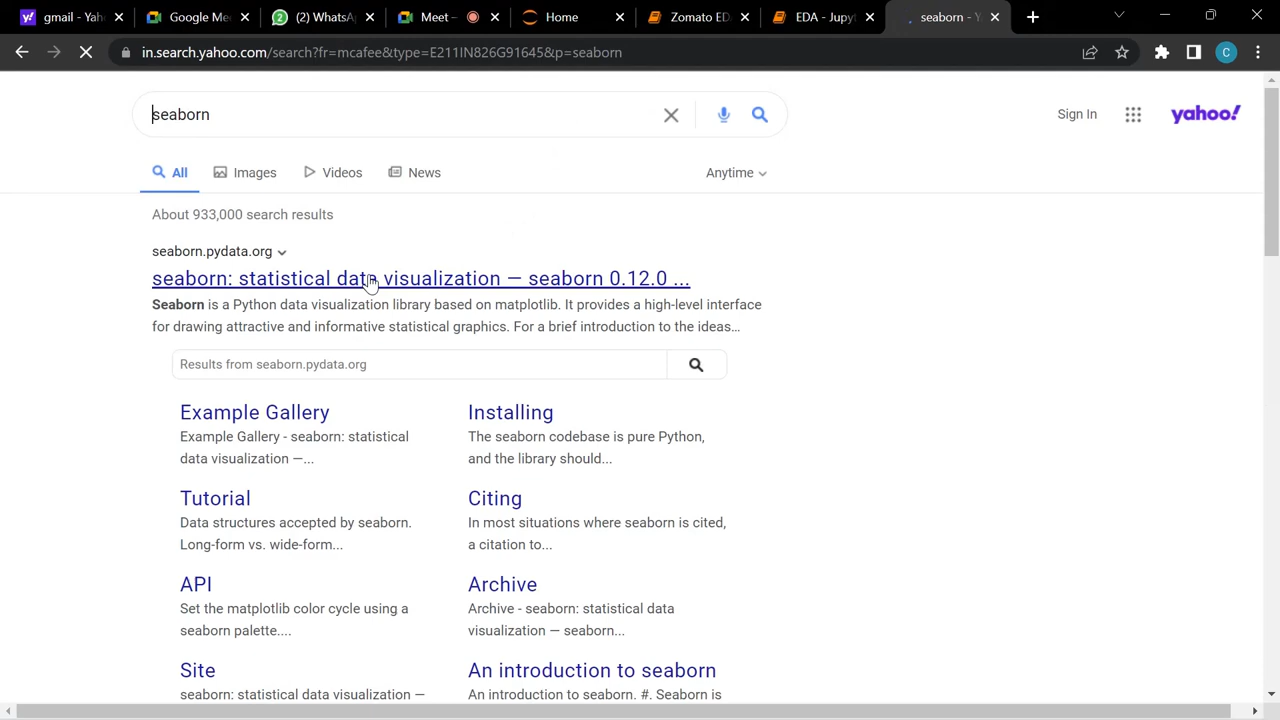 gmail - Yah
Google Me
(2) WhatsA
Meet –
Home
Zomato ED
EDA - Jupyt
seaborn - Y
in.search.yahoo.com/search?fr=mcafee&type=E211IN826G91645&p=seaborn
C
seaborn
Sign In
yahoo!
All
Images
Videos
News
Anytime
About 933,000 search results
seaborn.pydata.org
seaborn: statistical data visualization — seaborn 0.12.0 ...
Seaborn is a Python data visualization library based on matplotlib. It provides a high-level interface
for drawing attractive and informative statistical graphics. For a brief introduction to the ideas…
Results from seaborn.pydata.org
Example Gallery
Example Gallery - seaborn: statistical
data visualization —...
Installing
The seaborn codebase is pure Python,
and the library should...
Tutorial
Data structures accepted by seaborn.
Long-form vs. wide-form...
Citing
In most situations where seaborn is cited,
a citation to...
API
Set the matplotlib color cycle using a
seaborn palette....
Archive
Archive - seaborn: statistical data
visualization — seaborn...
Site
seaborn: statistical data visualization —
An introduction to seaborn
An introduction to seaborn. #. Seaborn is